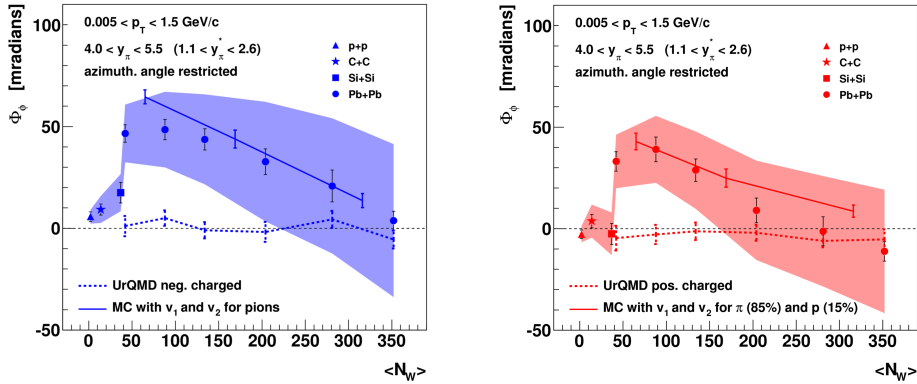 Φ_ϕ [mradians]
100
50
0
-50
0.005 < p_T < 1.5 GeV/c
4.0 < y_π < 5.5 (1.1 < y*_π < 2.6)
azimuth. angle restricted
p+p
C+C
Si+Si
Pb+Pb
UrQMD neg. charged
MC with v_1 and v_2 for pions
0 50 100 150 200 250 300 350
<N_W>
Φ_ϕ [mradians]
100
50
0
-50
0.005 < p_T < 1.5 GeV/c
4.0 < y_π < 5.5 (1.1 < y*_π < 2.6)
azimuth. angle restricted
p+p
C+C
Si+Si
Pb+Pb
UrQMD pos. charged
MC with v_1 and v_2 for π (85%) and p (15%)
0 50 100 150 200 250 300 350
<N_W>